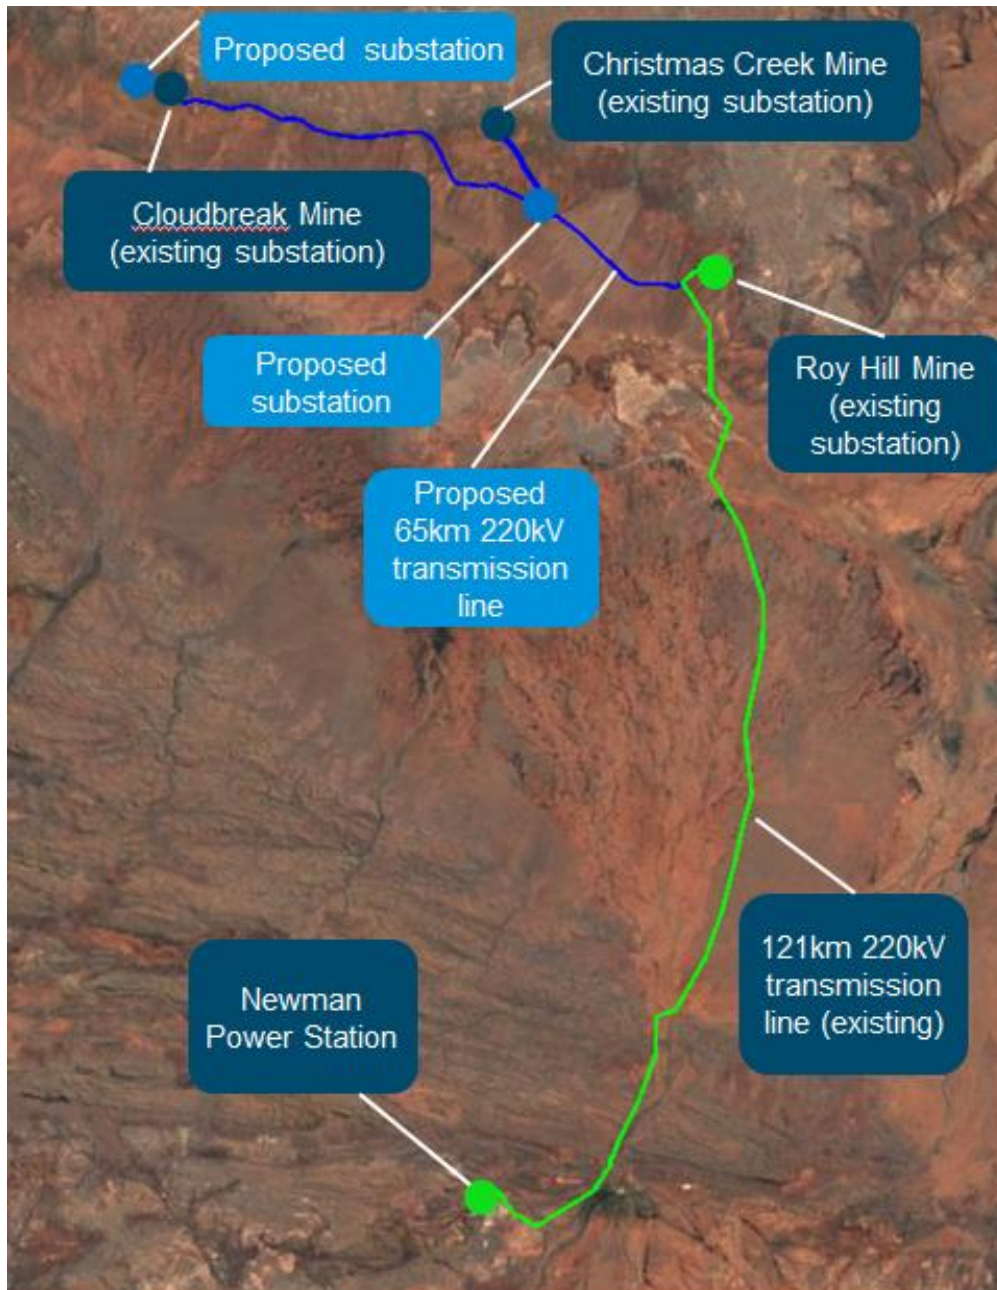 Proposed substation
Christmas Creek Mine
(existing substation)
Cloudbreak Mine
(existing substation)
Proposed
substation
Roy Hill Mine
(existing
substation)
Proposed
65km 220kV
transmission
line
121km 220kV
transmission
line (existing)
Newman
Power Station